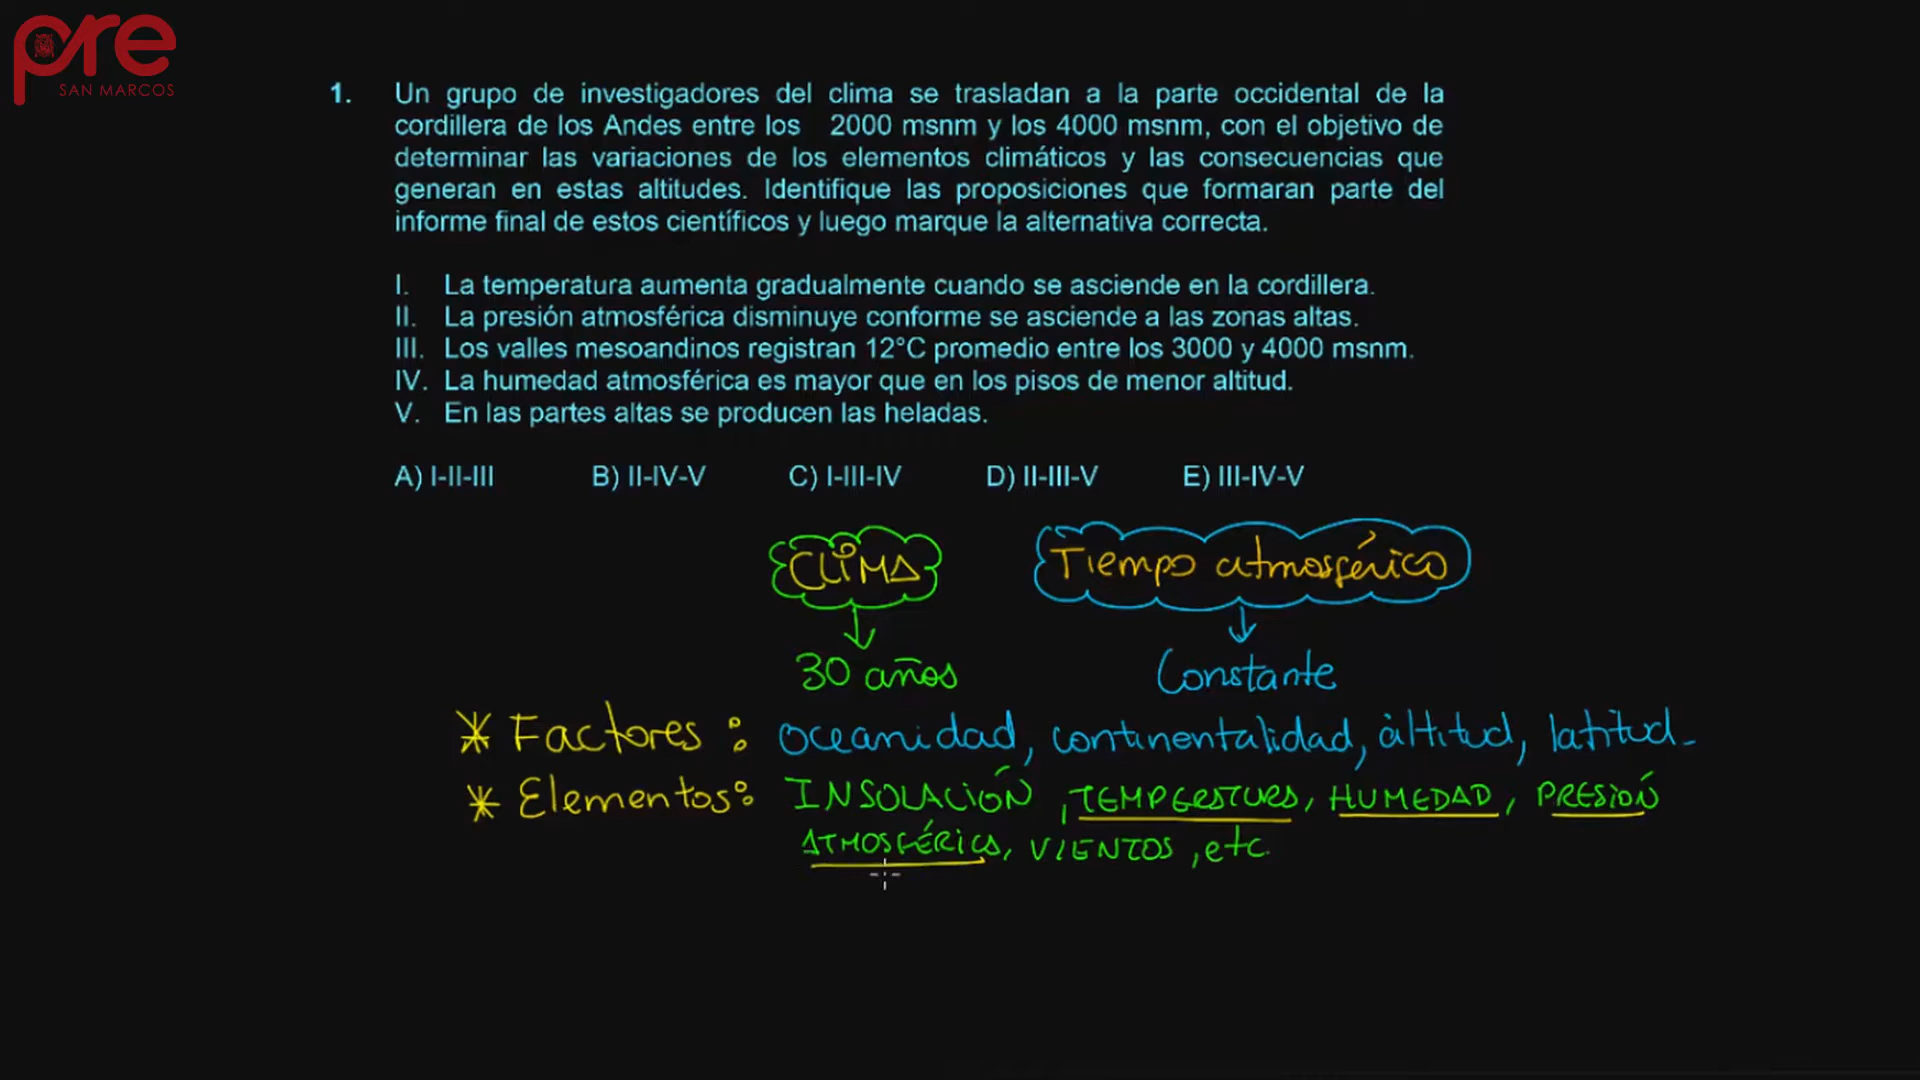 pre
SAN MARCOS
1. Un grupo de investigadores del clima se trasladan a la parte occidental de la
cordillera de los Andes entre los 2000 msnm y los 4000 msnm, con el objetivo de
determinar las variaciones de los elementos climáticos y las consecuencias que
generan en estas altitudes. Identifique las proposiciones que formaran parte del
informe final de estos científicos y luego marque la alternativa correcta.
I. La temperatura aumenta gradualmente cuando se asciende en la cordillera.
II. La presión atmosférica disminuye conforme se asciende a las zonas altas.
III. Los valles mesoandinos registran 12°C promedio entre los 3000 y 4000 msnm.
IV. La humedad atmosférica es mayor que en los pisos de menor altitud.
V. En las partes altas se producen las heladas.
A) I-II-III B) II-IV-V C) I-III-IV D) II-III-V E) III-IV-V
CLIMA Tiempo atmosférico
30 años Constante
* Factores: oceanidad, continentalidad, altitud, latitud-
* Elementos: INSOLACIÓN, TEMPERATURA, HUMEDAD, PRESIÓN
ATMOSFÉRICA, VIENTOS, etc.